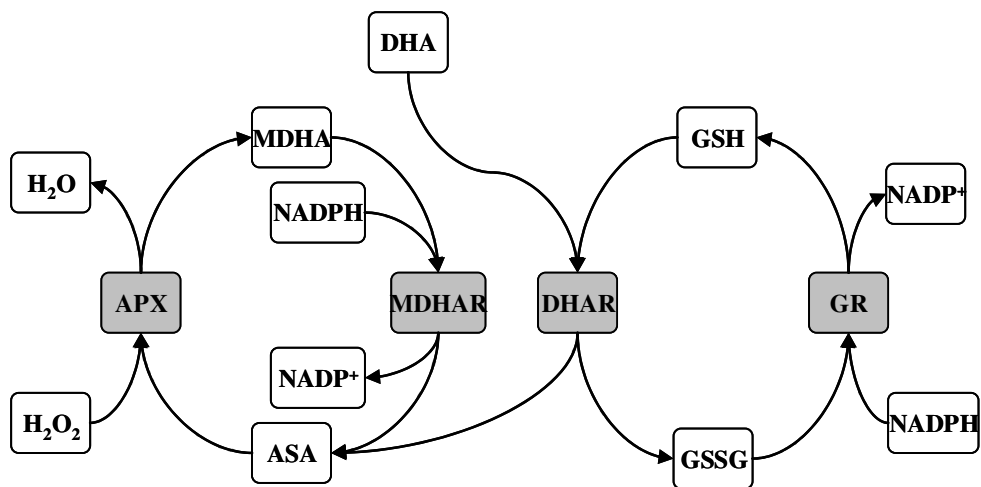 DHA
MDHA
GSH
H₂O
NADPH
NADP⁺
APX
MDHAR
DHAR
GR
NADP⁺
H₂O₂
ASA
GSSG
NADPH